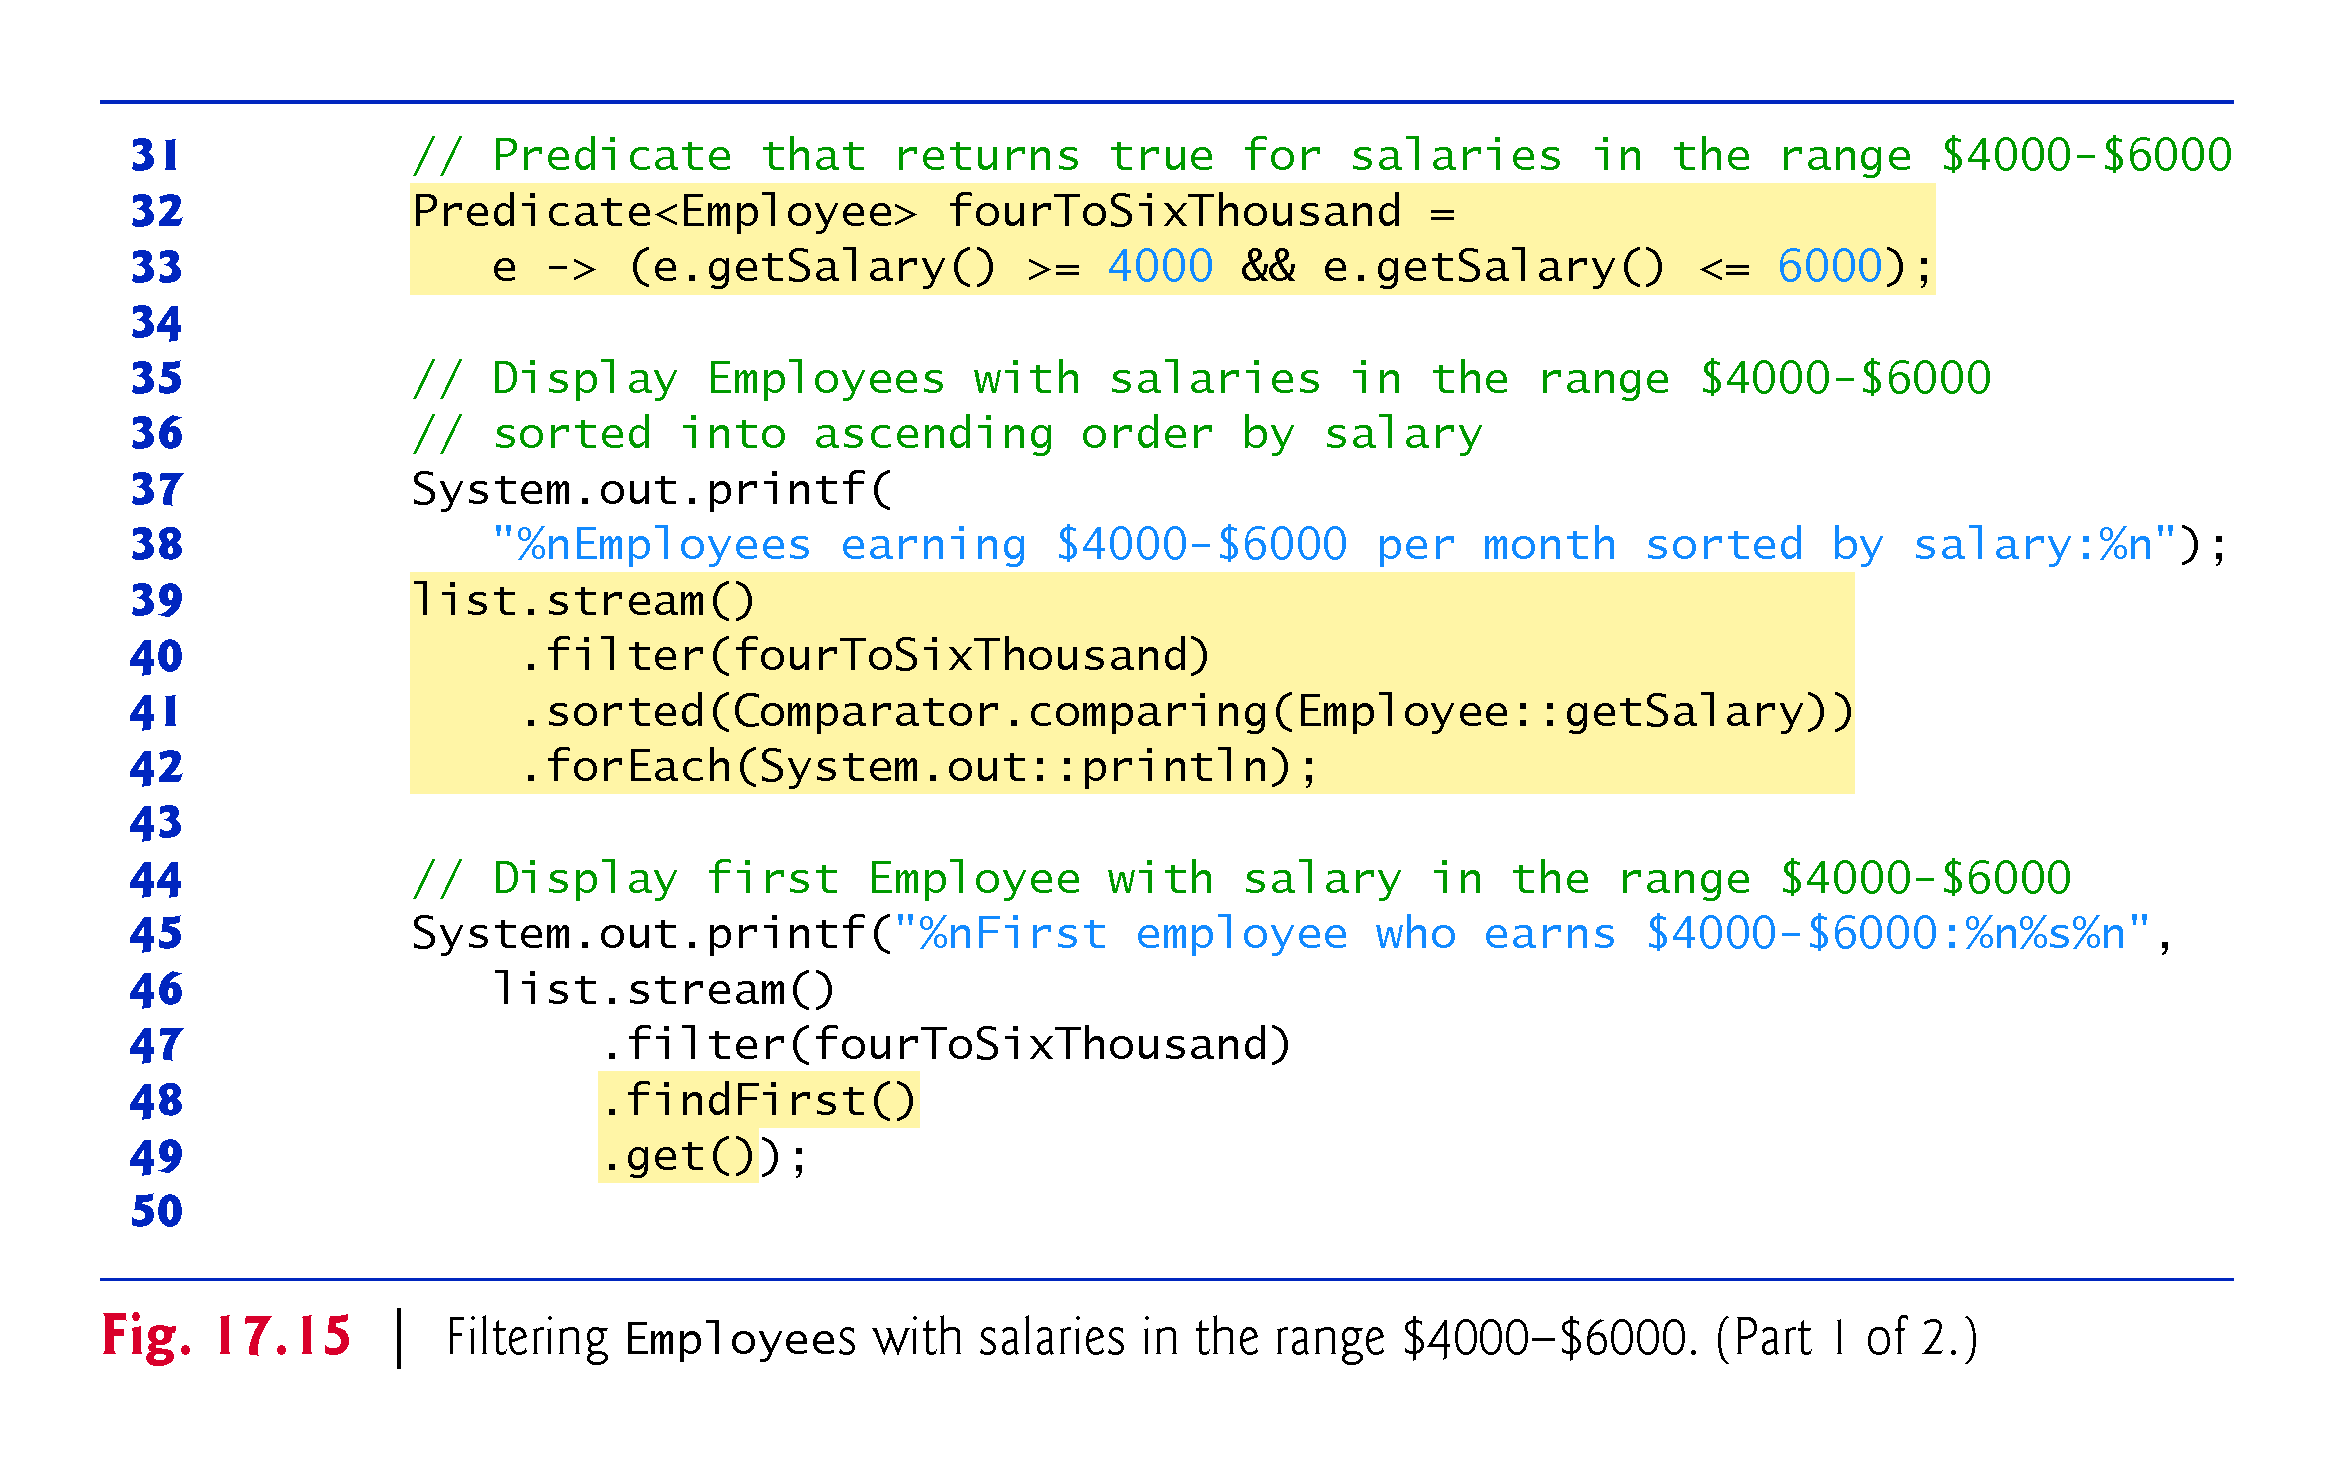 31 // Predicate that returns true for salaries in the range $4000-$6000
32 Predicate<Employee> fourToSixThousand =
33    e -> (e.getSalary() >= 4000 && e.getSalary() <= 6000);
34
35 // Display Employees with salaries in the range $4000-$6000
36 // sorted into ascending order by salary
37 System.out.printf(
38    "%nEmployees earning $4000-$6000 per month sorted by salary:%n");
39 list.stream()
40     .filter(fourToSixThousand)
41     .sorted(Comparator.comparing(Employee::getSalary))
42     .forEach(System.out::println);
43
44 // Display first Employee with salary in the range $4000-$6000
45 System.out.printf("%nFirst employee who earns $4000-$6000:%n%s%n",
46    list.stream()
47        .filter(fourToSixThousand)
48        .findFirst()
49        .get());
50
Fig. 17.15 | Filtering Employees with salaries in the range $4000–$6000. (Part 1 of 2.)